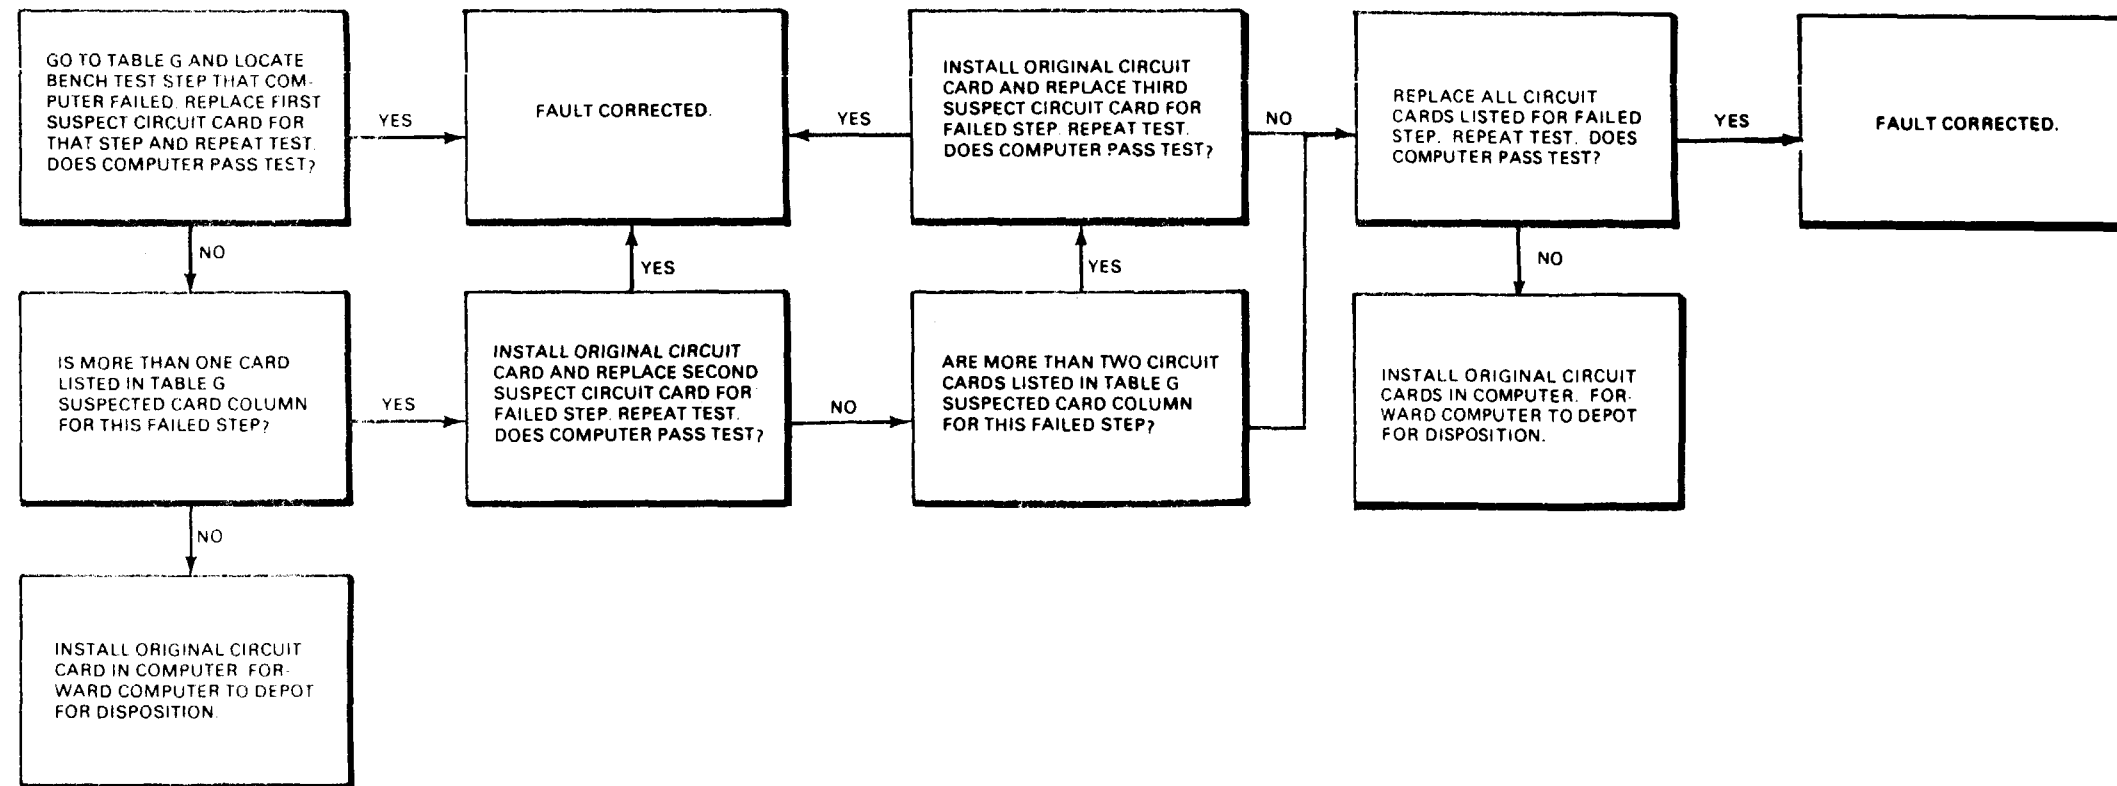 GO TO TABLE G AND LOCATE
BENCH TEST STEP THAT COM-
PUTER FAILED. REPLACE FIRST
SUSPECT CIRCUIT CARD FOR
THAT STEP AND REPEAT TEST.
DOES COMPUTER PASS TEST?
YES
FAULT CORRECTED.
YES
INSTALL ORIGINAL CIRCUIT
CARD AND REPLACE THIRD
SUSPECT CIRCUIT CARD FOR
FAILED STEP. REPEAT TEST.
DOES COMPUTER PASS TEST?
NO
REPLACE ALL CIRCUIT
CARDS LISTED FOR FAILED
STEP. REPEAT TEST. DOES
COMPUTER PASS TEST?
YES
FAULT CORRECTED.
NO
YES
YES
NO
IS MORE THAN ONE CARD
LISTED IN TABLE G
SUSPECTED CARD COLUMN
FOR THIS FAILED STEP?
YES
INSTALL ORIGINAL CIRCUIT
CARD AND REPLACE SECOND
SUSPECT CIRCUIT CARD FOR
FAILED STEP. REPEAT TEST.
DOES COMPUTER PASS TEST?
NO
ARE MORE THAN TWO CIRCUIT
CARDS LISTED IN TABLE G
SUSPECTED CARD COLUMN
FOR THIS FAILED STEP?
INSTALL ORIGINAL CIRCUIT
CARDS IN COMPUTER. FOR-
WARD COMPUTER TO DEPOT
FOR DISPOSITION.
NO
INSTALL ORIGINAL CIRCUIT
CARD IN COMPUTER FOR-
WARD COMPUTER TO DEPOT
FOR DISPOSITION.